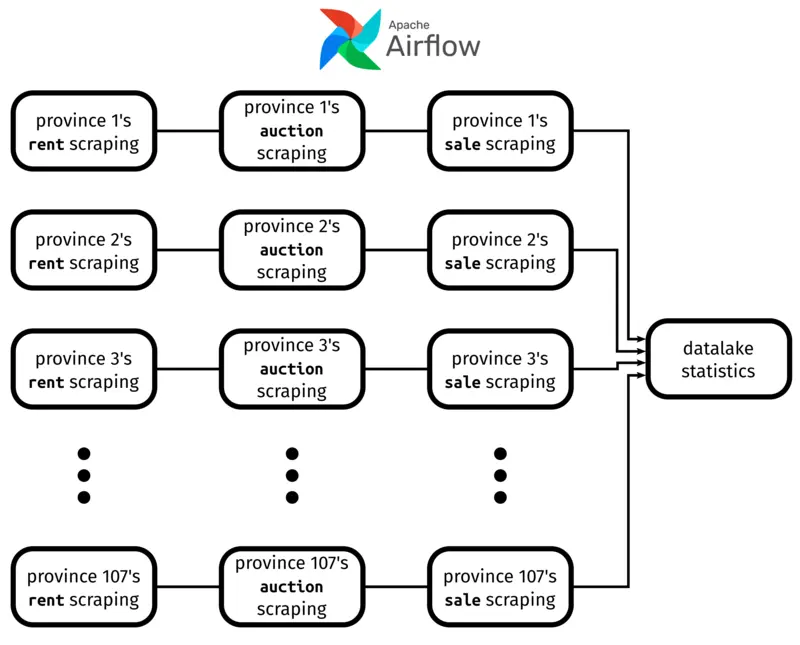 Apache
Airflow
province 1's
rent scraping
province 1's
auction
scraping
province 1's
sale scraping
province 2's
rent scraping
province 2's
auction
scraping
province 2's
sale scraping
province 3's
rent scraping
province 3's
auction
scraping
province 3's
sale scraping
datalake
statistics
province 107's
rent scraping
province 107's
auction
scraping
province 107's
sale scraping